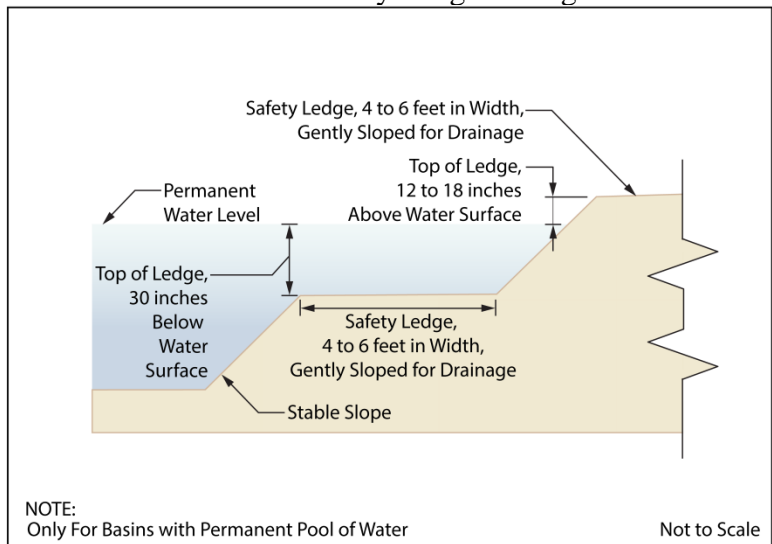 Safety Ledge, 4 to 6 feet in Width,
Gently Sloped for Drainage
Top of Ledge,
12 to 18 inches
Above Water Surface
Permanent
Water Level
Top of Ledge,
30 inches
Below
Water
Surface
Safety Ledge,
4 to 6 feet in Width,
Gently Sloped for Drainage
Stable Slope
NOTE:
Only For Basins with Permanent Pool of Water
Not to Scale